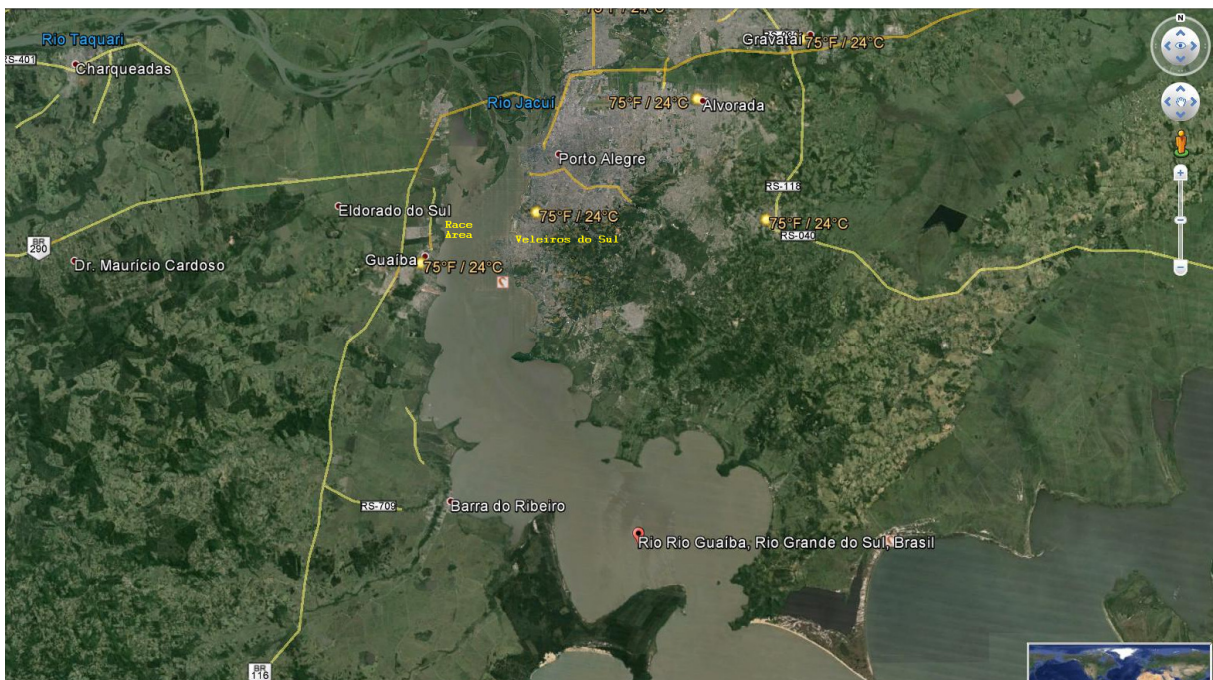 75°F / 24°C
N
Rio Taquari
Gravataí
75°F / 24°C
RS-401
Charqueadas
Rio Jacuí
75°F / 24°C
Alvorada
Porto Alegre
RS-118
Eldorado do Sul
75°F / 24°C
75°F / 24°C
Race
Area
Veleiros do Sul
RS-040
BR
290
Dr. Maurício Cardoso
Guaíba
75°F / 24°C
RS-709
Barra do Ribeiro
Rio Rio Guaíba, Rio Grande do Sul, Brasil
BR
116